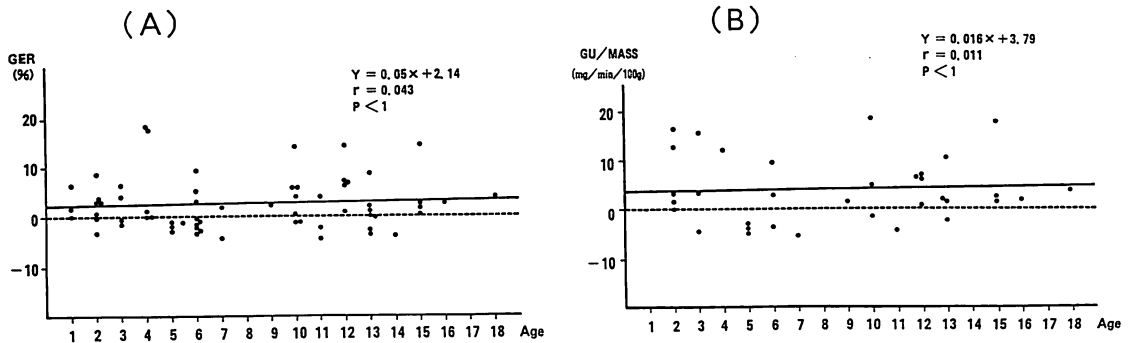 (A)
GER
(%)
Y = 0.05× +2.14
r = 0.043
P <1
20
10
0
−10
1 2 3 4 5 6 7 8 9 10 11 12 13 14 15 16 17 18 Age
(B)
GU/MASS
(mg/min/100g)
Y = 0.016× +3.79
r = 0.011
P <1
20
10
0
−10
1 2 3 4 5 6 7 8 9 10 11 12 13 14 15 16 17 18 Age